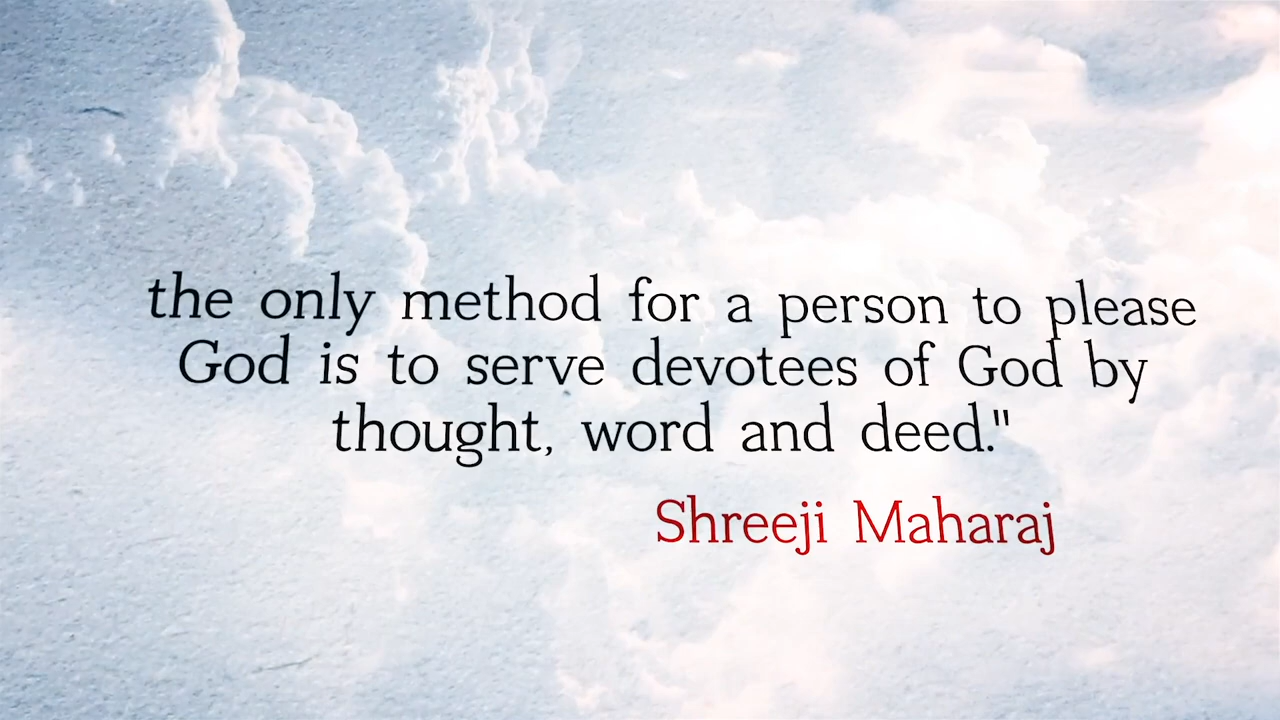 the only method for a person to please
God is to serve devotees of God by
thought, word and deed."
Shreeji Maharaj